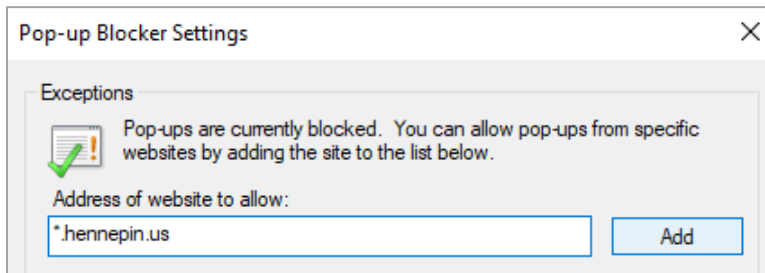 Pop-up Blocker Settings
Exceptions
Pop-ups are currently blocked. You can allow pop-ups from specific
websites by adding the site to the list below.
Address of website to allow:
*.hennepin.us
Add